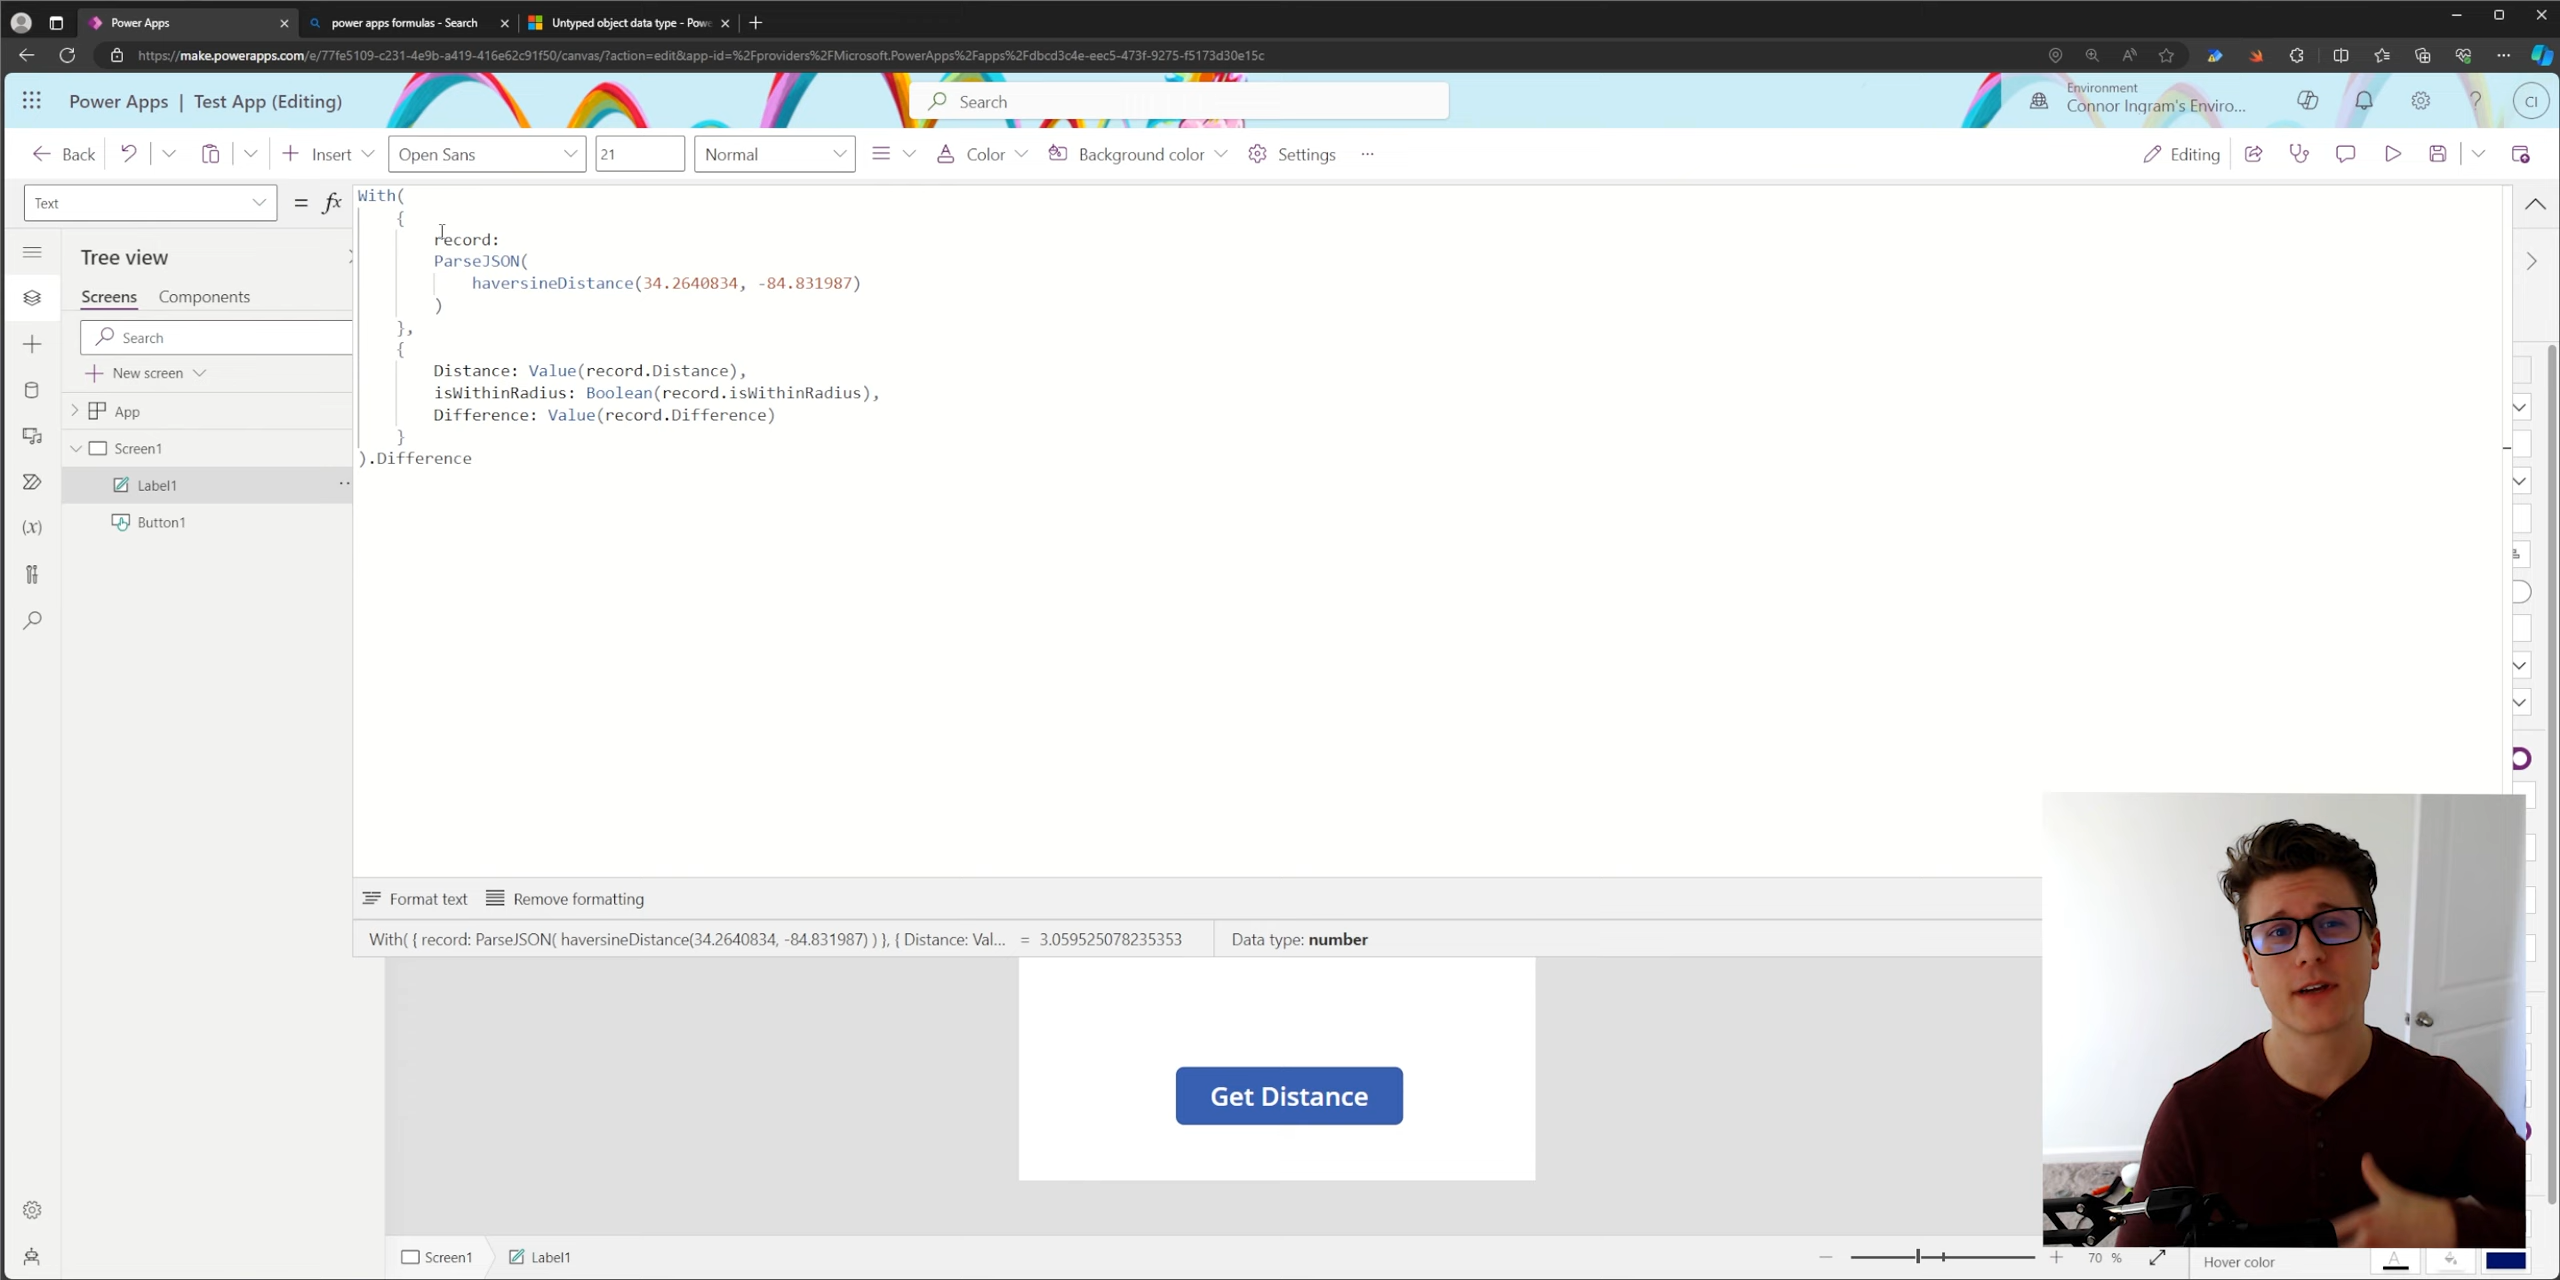 Power Apps
power apps formulas - Search
Untyped object data type - Powe
https://make.powerapps.com/e/77fe5109-c231-4e9b-a419-416e62c91f50/canvas/?action=edit&app-id=%2Fproviders%2FMicrosoft.PowerApps%2Fapps%2Fdbcd3c4e-eec5-473f-9275-f5173d30e15c
Power Apps | Test App (Editing)
Search
Environment
Connor Ingram's Enviro...
CI
Back
Insert
Open Sans
21
Normal
Color
Background color
Settings
Editing
Text
= fx
With(
{
record:
ParseJSON(
haversineDistance(34.2640834, -84.831987)
)
},
{
Distance: Value(record.Distance),
isWithinRadius: Boolean(record.isWithinRadius),
Difference: Value(record.Difference)
}
).Difference
Tree view
Screens
Components
Search
New screen
App
Screen1
Label1
Button1
(x)
Format text
Remove formatting
With( { record: ParseJSON( haversineDistance(34.2640834, -84.831987) ) }, { Distance: Val... = 3.059525078235353
Data type: number
Get Distance
Screen1
Label1
70 %
Hover color